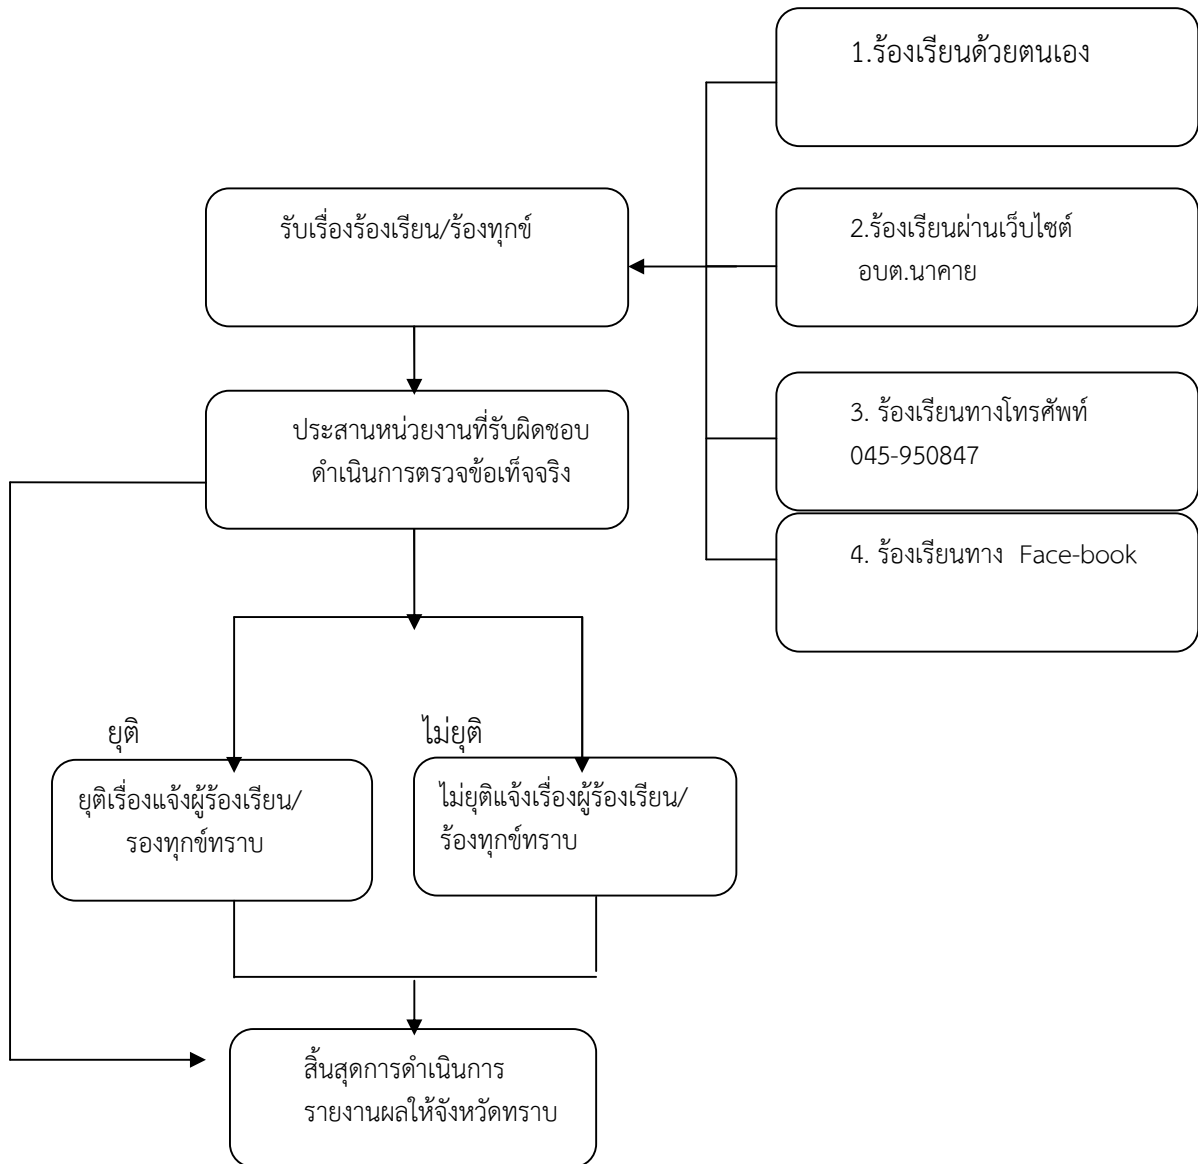 1.ร้องเรียนด้วยตนเอง
รับเรื่องร้องเรียน/ร้องทุกข์
2.ร้องเรียนผ่านเว็บไซต์
อบต.นาคาย
3. ร้องเรียนทางโทรศัพท์
045-950847
ประสานหน่วยงานที่รับผิดชอบ
ดำเนินการตรวจข้อเท็จจริง
4. ร้องเรียนทาง Face-book
ยุติ
ไม่ยุติ
ยุติเรื่องแจ้งผู้ร้องเรียน/
รองทุกข์ทราบ
ไม่ยุติแจ้งเรื่องผู้ร้องเรียน/
ร้องทุกข์ทราบ
สิ้นสุดการดำเนินการ
รายงานผลให้จังหวัดทราบ